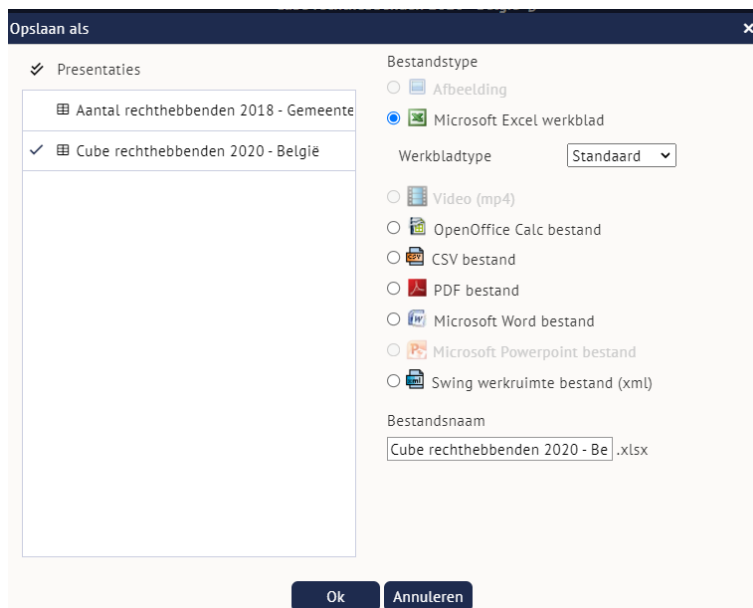 Opslaan als
Presentaties
Aantal rechthebbenden 2018 - Gemeente
Cube rechthebbenden 2020 - België
Bestandstype
Afbeelding
Microsoft Excel werkblad
Werkbladtype Standaard
Video (mp4)
OpenOffice Calc bestand
CSV bestand
PDF bestand
Microsoft Word bestand
Microsoft Powerpoint bestand
Swing werkruimte bestand (xml)
Bestandsnaam
Cube rechthebbenden 2020 - Be .xlsx
Ok Annuleren